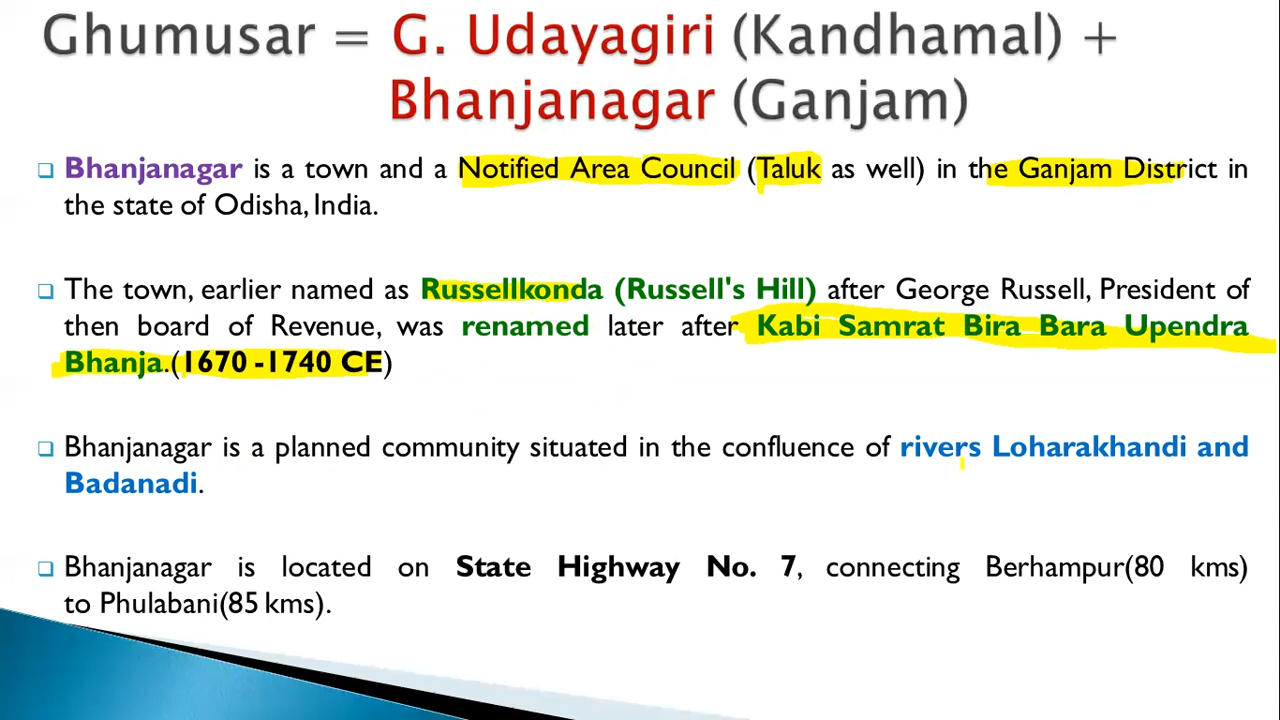 Ghumusar = G. Udayagiri (Kandhamal) +
Bhanjanagar (Ganjam)
❑ Bhanjanagar is a town and a Notified Area Council (Taluk as well) in the Ganjam District in
the state of Odisha, India.
❑ The town, earlier named as Russellkonda (Russell's Hill) after George Russell, President of
then board of Revenue, was renamed later after Kabi Samrat Bira Bara Upendra
Bhanja.(1670 -1740 CE)
❑ Bhanjanagar is a planned community situated in the confluence of rivers Loharakhandi and
Badanadi.
❑ Bhanjanagar is located on State Highway No. 7, connecting Berhampur(80 kms)
to Phulabani(85 kms).